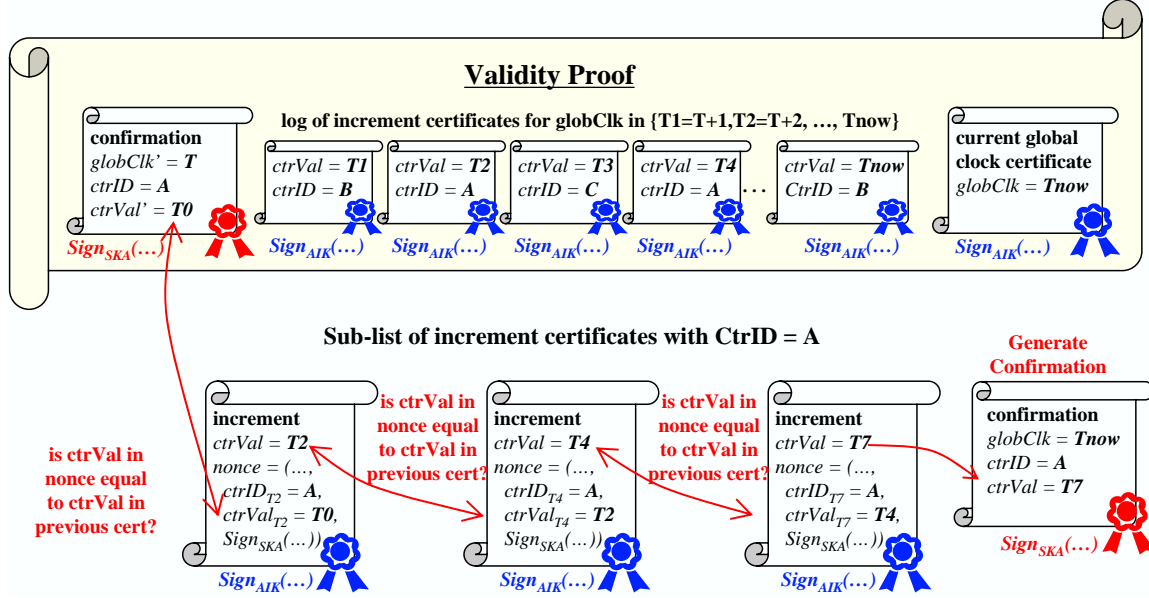 Validity Proof
log of increment certificates for globClk in {T1=T+1,T2=T+2, …, Tnow}
confirmation
globClk’ = T
ctrID = A
ctrVal’ = T0
Sign_SKA(…)
ctrVal = T1
ctrID = B
Sign_AIK(…)
ctrVal = T2
ctrID = A
Sign_AIK(…)
ctrVal = T3
ctrID = C
Sign_AIK(…)
ctrVal = T4
ctrID = A
Sign_AIK(…)
...
ctrVal = Tnow
CtrID = B
Sign_AIK(…)
current global
clock certificate
globClk = Tnow
Sign_AIK(…)
Sub-list of increment certificates with CtrID = A
is ctrVal in
nonce equal
to ctrVal in
previous cert?
increment
ctrVal = T2
nonce = (...,
ctrID_T2 = A,
ctrVal_T2 = T0,
Sign_SKA(…))
Sign_AIK(…)
is ctrVal in
nonce equal
to ctrVal in
previous cert?
increment
ctrVal = T4
nonce = (...,
ctrID_T4 = A,
ctrVal_T4 = T2
Sign_SKA(…))
Sign_AIK(…)
is ctrVal in
nonce equal
to ctrVal in
previous cert?
increment
ctrVal = T7
nonce = (...,
ctrID_T7 = A,
ctrVal_T7 = T4,
Sign_SKA(…))
Sign_AIK(…)
Generate
Confirmation
confirmation
globClk = Tnow
ctrID = A
ctrVal = T7
Sign_SKA(…)